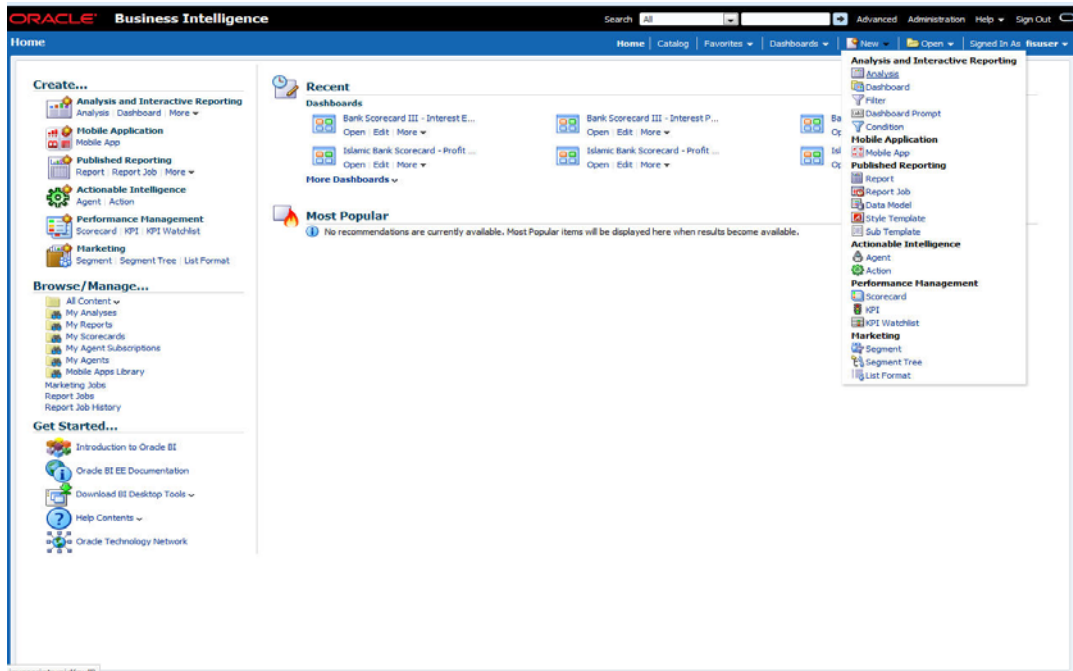 ORACLE Business Intelligence
Search All Advanced Administration Help Sign Out
Home
Home Catalog Favorites Dashboards New Open Signed In As fisuser
Create...
Analysis and Interactive Reporting
Analysis Dashboard More
Mobile Application
Mobile App
Published Reporting
Report Report Job More
Actionable Intelligence
Agent Action
Performance Management
Scorecard KPI KPI Watchlist
Marketing
Segment Segment Tree List Format
Browse/Manage...
All Content
My Analyses
My Reports
My Scorecards
My Agent Subscriptions
My Agents
Mobile Apps Library
Marketing Jobs
Report Jobs
Report Job History
Get Started...
Introduction to Oracle BI
Oracle BI EE Documentation
Download BI Desktop Tools
Help Contents
Oracle Technology Network
Recent
Dashboards
Bank Scorecard III - Interest E...
Open Edit More
Bank Scorecard III - Interest P...
Open Edit More
Ba
Op
Islamic Bank Scorecard - Profit ...
Open Edit More
Islamic Bank Scorecard - Profit ...
Open Edit More
Isl
Op
More Dashboards
Most Popular
No recommendations are currently available. Most Popular items will be displayed here when results become available.
Analysis and Interactive Reporting
Analysis
Dashboard
Filter
Dashboard Prompt
Condition
Mobile Application
Mobile App
Published Reporting
Report
Report Job
Data Model
Style Template
Sub Template
Actionable Intelligence
Agent
Action
Performance Management
Scorecard
KPI
KPI Watchlist
Marketing
Segment
Segment Tree
List Format